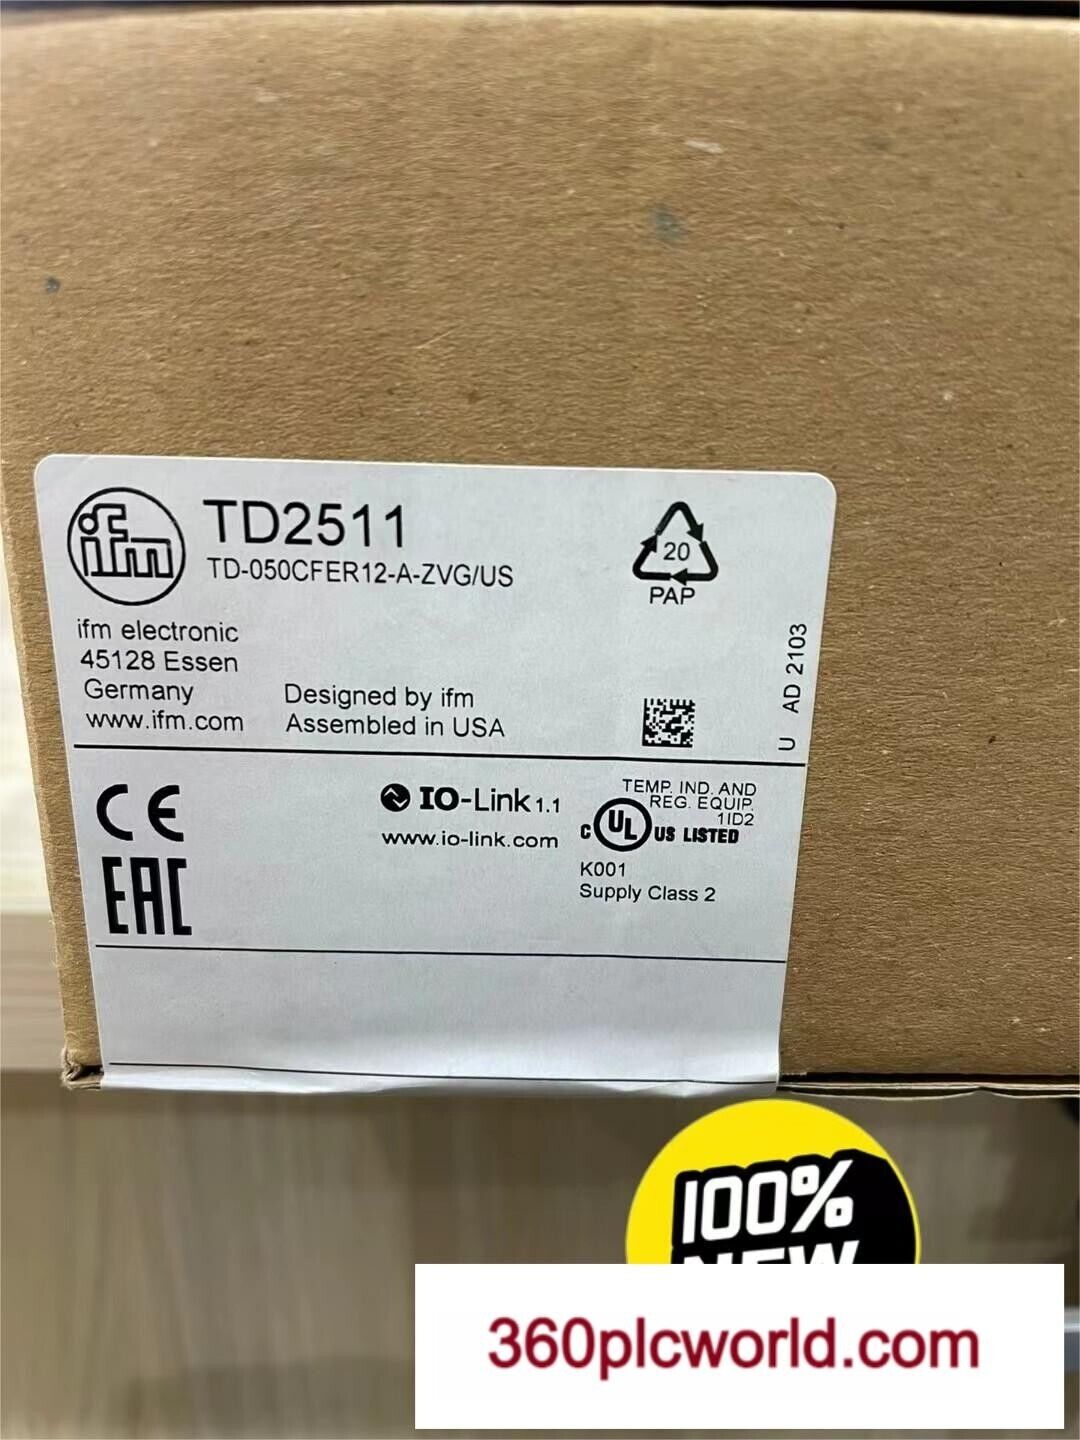 ifm
TD2511
TD-050CFER12-A-ZVG/US
20
PAP
ifm electronic
45128 Essen
Germany
www.ifm.com
Designed by ifm
Assembled in USA
U AD 2103
CE
EAC
IO-Link 1.1
www.io-link.com
TEMP. IND. AND
REG. EQUIP.
1ID2
C UL US LISTED
K001
Supply Class 2
100%
NEW
360plcworld.com